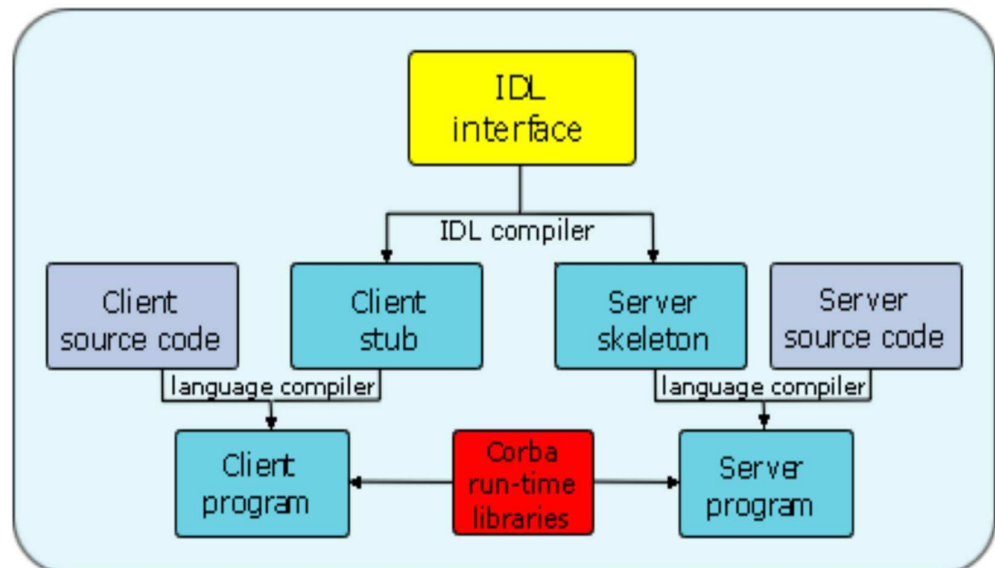 IDL
interface
IDL compiler
Client
source code
Client
stub
Server
skeleton
Server
source code
language compiler
language compiler
Client
program
Corba
run-time
libraries
Server
program